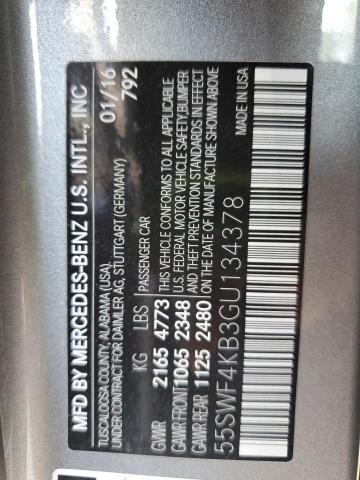 MFD BY MERCEDES-BENZ U.S. INTL., INC
TUSCALOOSA COUNTY, ALABAMA (USA).
UNDER CONTRACT FOR DAIMLER AG, STUTTGART (GERMANY)
01/16
792
KG LBS PASSENGER CAR
GVWR 2165 4773 THIS VEHICLE CONFORMS TO ALL APPLICABLE
GAWR FRONT 1065 2348 U.S. FEDERAL MOTOR VEHICLE SAFETY, BUMPER
GAWR REAR 1125 2480 AND THEFT PREVENTION STANDARDS IN EFFECT
ON DATE OF MANUFACTURE SHOWN ABOVE
55SWF4KB3GU134378 MADE IN USA